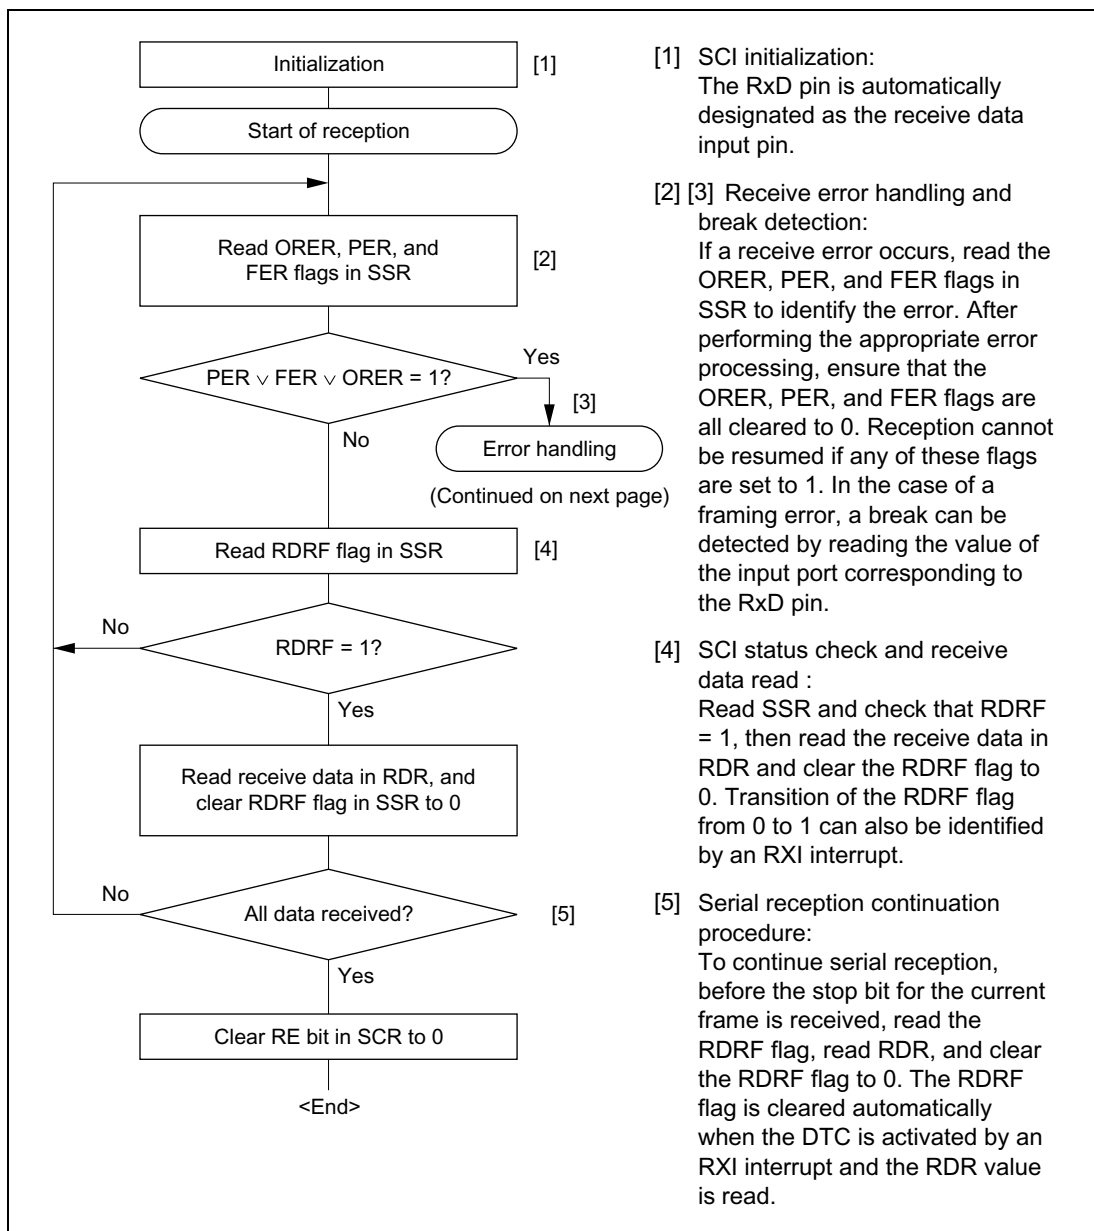 Initialization
[1]
Start of reception
Read ORER, PER, and
FER flags in SSR
[2]
PER ∨ FER ∨ ORER = 1?
Yes
[3]
No
Error handling
(Continued on next page)
Read RDRF flag in SSR
[4]
No
RDRF = 1?
Yes
Read receive data in RDR, and
clear RDRF flag in SSR to 0
No
All data received?
[5]
Yes
Clear RE bit in SCR to 0
<End>
[1] SCI initialization:
The RxD pin is automatically
designated as the receive data
input pin.
[2] [3] Receive error handling and
break detection:
If a receive error occurs, read the
ORER, PER, and FER flags in
SSR to identify the error. After
performing the appropriate error
processing, ensure that the
ORER, PER, and FER flags are
all cleared to 0. Reception cannot
be resumed if any of these flags
are set to 1. In the case of a
framing error, a break can be
detected by reading the value of
the input port corresponding to
the RxD pin.
[4] SCI status check and receive
data read :
Read SSR and check that RDRF
= 1, then read the receive data in
RDR and clear the RDRF flag to
0. Transition of the RDRF flag
from 0 to 1 can also be identified
by an RXI interrupt.
[5] Serial reception continuation
procedure:
To continue serial reception,
before the stop bit for the current
frame is received, read the
RDRF flag, read RDR, and clear
the RDRF flag to 0. The RDRF
flag is cleared automatically
when the DTC is activated by an
RXI interrupt and the RDR value
is read.